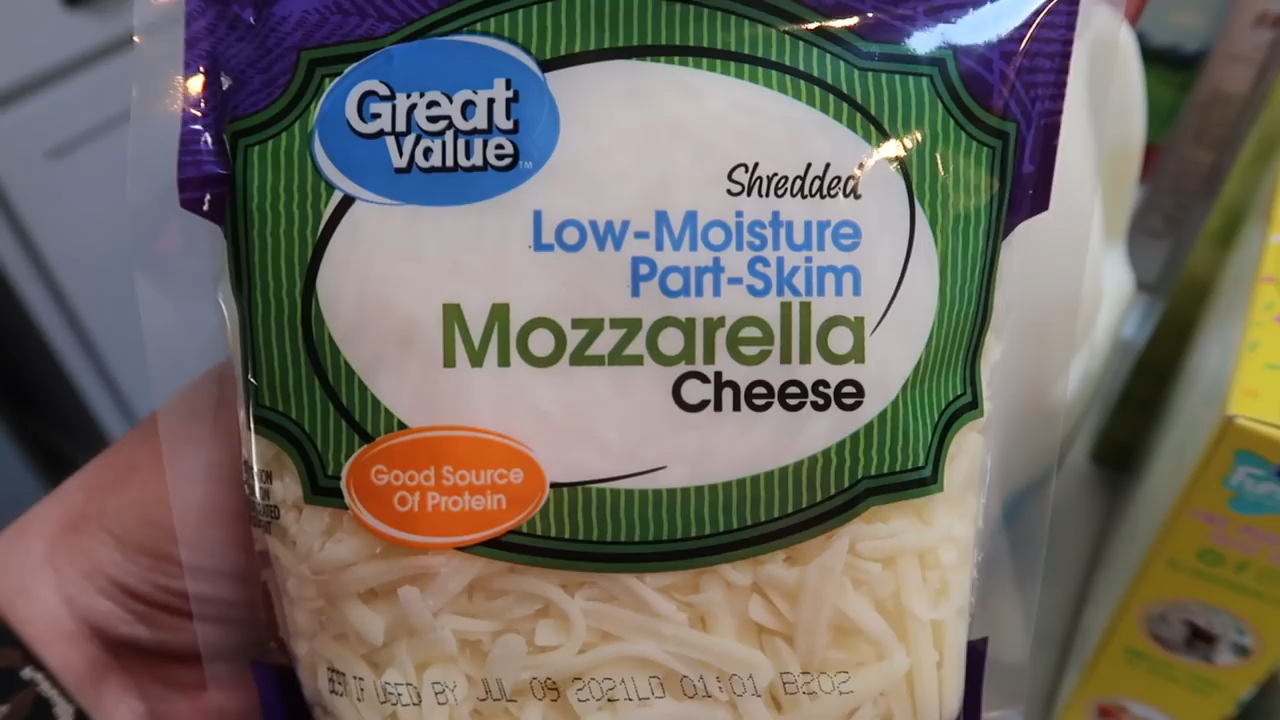 Great
Value™
Shredded
Low-Moisture
Part-Skim
Mozzarella
Cheese
Good Source
Of Protein
BEST IF USED BY JUL 09 2021LD 01:01 B202